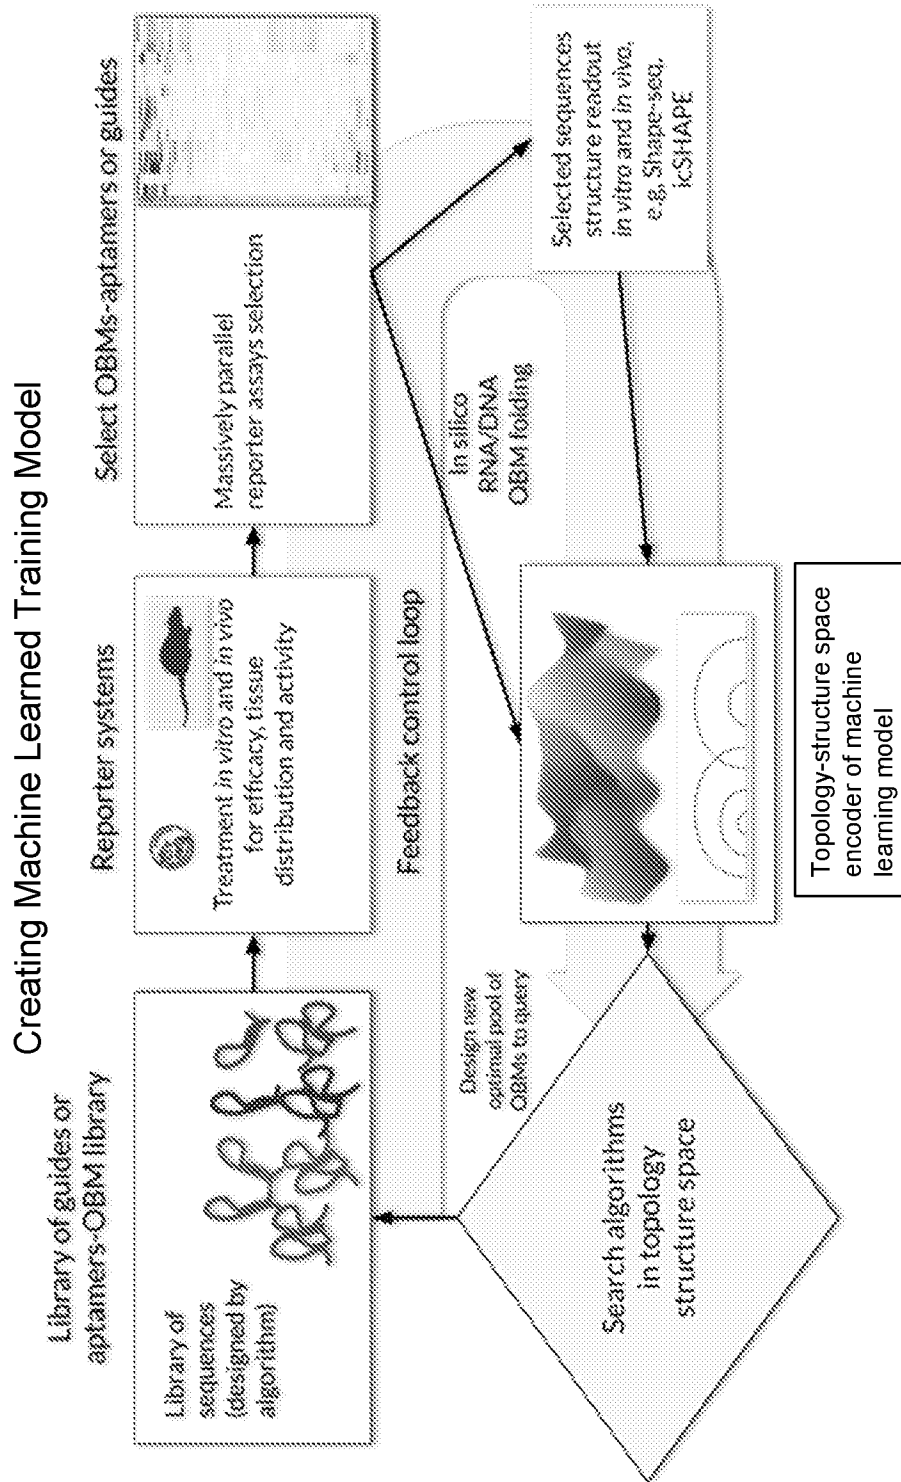 Creating Machine Learned Training Model
Library of guides or
aptamers-OBM library
Reporter systems
Select OBMs-aptamers or guides
Library of
sequences
(designed by
algorithm)
Treatment in vitro and in vivo
for efficacy, tissue
distribution and activity
Massively parallel
reporter assays selection
Feedback control loop
Design new
optimal pool of
OBMs to query
In silico
RNA/DNA
OBM folding
Search algorithms
in topology
structure space
Selected sequences
structure readout
in vitro and in vivo,
e.g. Shape-seq,
icSHAPE
Topology-structure space
encoder of machine
learning model